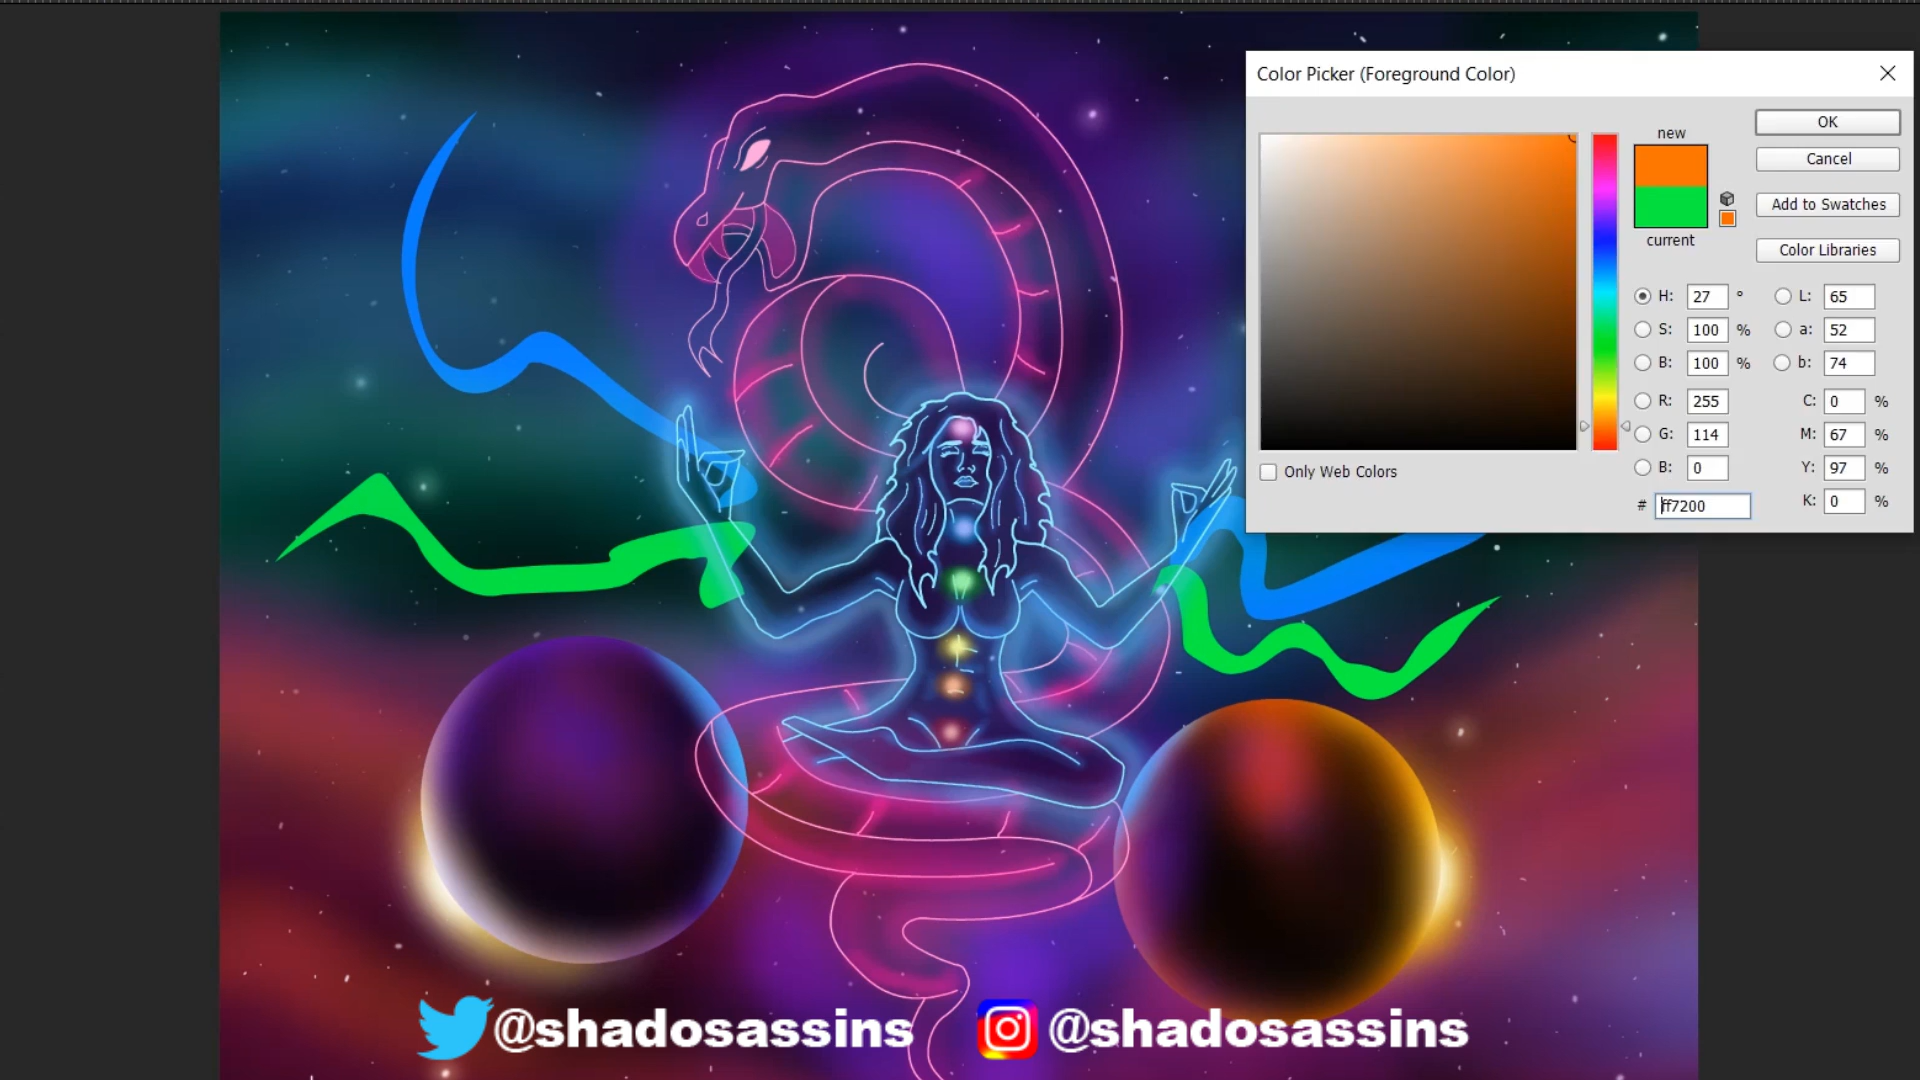 Color Picker (Foreground Color)
new
current
OK
Cancel
Add to Swatches
Color Libraries
H: 27 °
L: 65
S: 100 %
a: 52
B: 100 %
b: 74
R: 255
C: 0 %
G: 114
M: 67 %
B: 0
Y: 97 %
# ff7200
K: 0 %
Only Web Colors
@shadosassins
@shadosassins